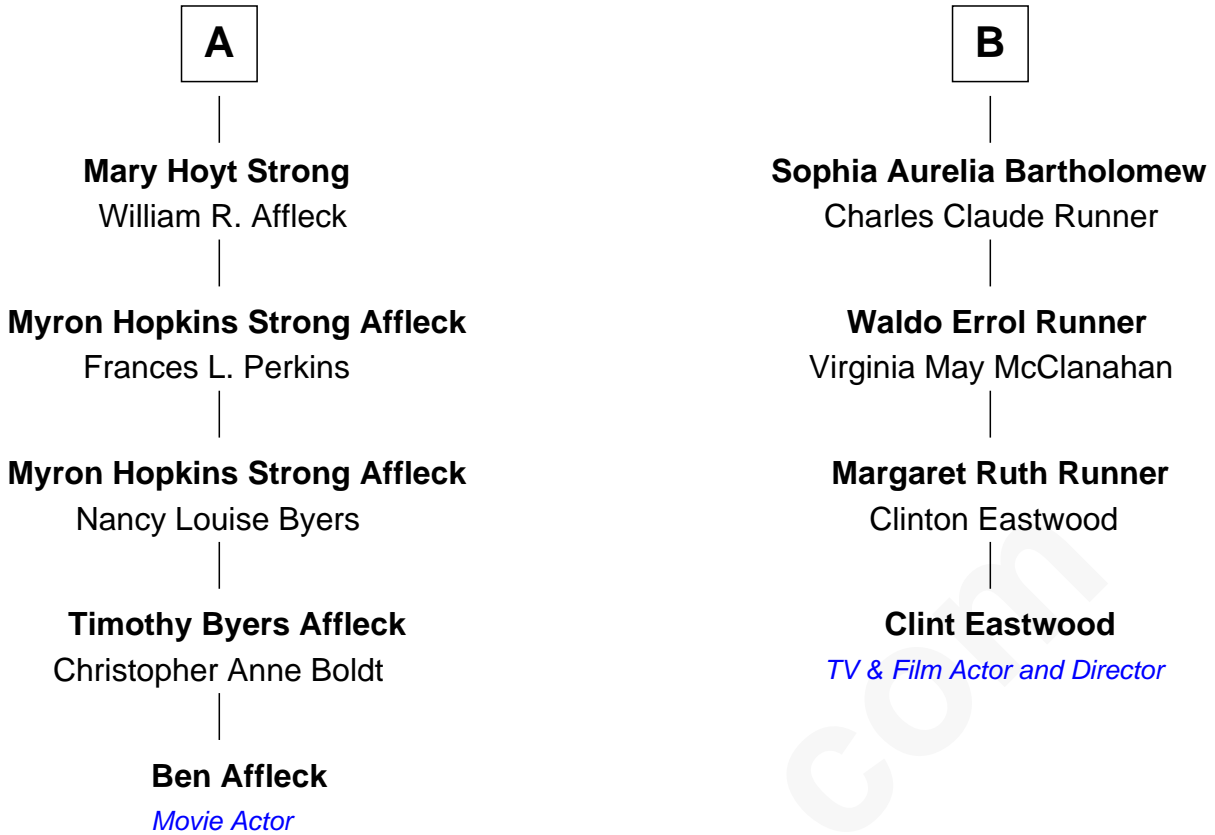 A
Mary Hoyt Strong
William R. Affleck
Myron Hopkins Strong Affleck
Frances L. Perkins
Myron Hopkins Strong Affleck
Nancy Louise Byers
Timothy Byers Affleck
Christopher Anne Boldt
Ben Affleck
Movie Actor
B
Sophia Aurelia Bartholomew
Charles Claude Runner
Waldo Errol Runner
Virginia May McClanahan
Margaret Ruth Runner
Clinton Eastwood
Clint Eastwood
TV & Film Actor and Director
com